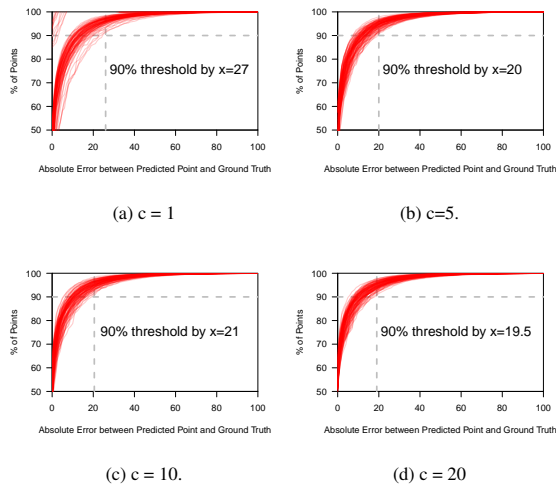 100
90
80
70
60
50
% of Points
90% threshold by x=27
0 20 40 60 80 100
Absolute Error between Predicted Point and Ground Truth
(a) c = 1
100
90
80
70
60
50
% of Points
90% threshold by x=20
0 20 40 60 80 100
Absolute Error between Predicted Point and Ground Truth
(b) c=5.
100
90
80
70
60
50
% of Points
90% threshold by x=21
0 20 40 60 80 100
Absolute Error between Predicted Point and Ground Truth
(c) c = 10.
100
90
80
70
60
50
% of Points
90% threshold by x=19.5
0 20 40 60 80 100
Absolute Error between Predicted Point and Ground Truth
(d) c = 20